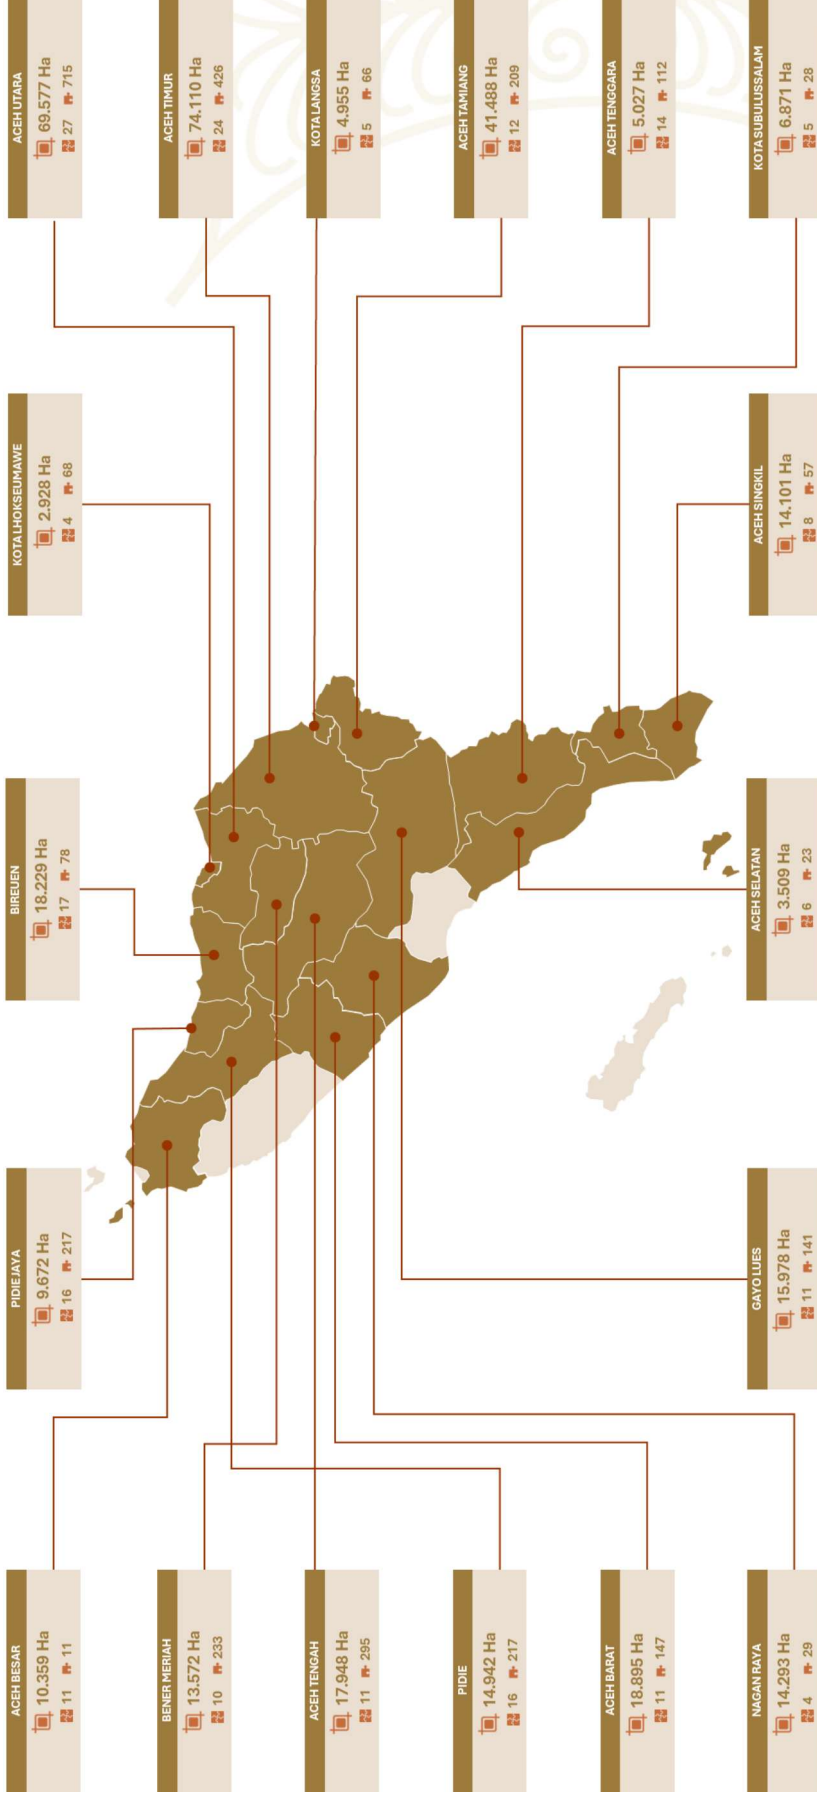 ACEH BESAR
10.359 Ha
11 11
PIDIEJAYA
9.672 Ha
16 217
BIREUEN
18.229 Ha
17 78
KOTA LHOKSEUMAWE
2.928 Ha
4 68
ACEH UTARA
69.577 Ha
27 715
BENER MERIAH
13.572 Ha
10 233
ACEH TIMUR
74.110 Ha
24 426
ACEH TENGAH
17.948 Ha
11 295
KOTA LANGSA
4.955 Ha
5 66
PIDIE
14.942 Ha
16 217
ACEH TAMIANG
41.488 Ha
12 209
ACEH BARAT
18.895 Ha
11 147
ACEH TENGGARA
5.027 Ha
14 112
NAGAN RAYA
14.293 Ha
4 29
GAYO LUES
15.978 Ha
11 141
ACEH SELATAN
3.509 Ha
6 23
ACEH SINGKIL
14.101 Ha
8 57
KOTA SUBULUSSALAM
6.871 Ha
5 28